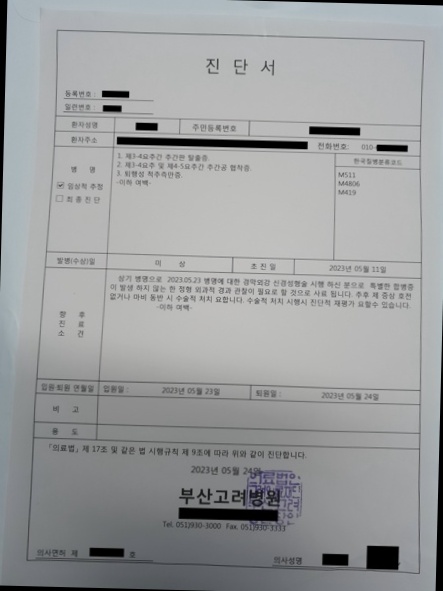 진 단 서
등록번호 :
일련번호 :
환자성명 주민등록번호
환자주소 전화번호: 010-
병 명
☑ 임상적 추정
☐ 최 종 진 단
1. 제3-4요추간 추간판 탈출증.
2. 제3-4요추 및 제4-5요추간 추간공 협착증.
3. 퇴행성 척추측만증.
-이하 여백-
한국질병분류코드
M511
M4806
M419
발병(수상)일 미 상 초 진 일 2023년 05월 11일
향 후 진 료 소 견
상기 병명으로 2023.05.23 병명에 대한 경막외강 신경성형술 시행 하신 분으로 특별한 합병증
이 발생 하지 않는 한 정형 외과적 경과 관찰이 필요로 할 것으로 사료 됩니다. 추후 제 증상 호전
없거나 마비 동반 시 수술적 처치 요합니다. 수술적 처치 시행시 진단적 재평가 요할수 있습니다.
-이하 여백-
입원·퇴원 연월일 입원일 : 2023년 05월 23일 퇴원일 : 2023년 05월 24일
비 고
용 도
「의료법」 제 17조 및 같은 법 시행규칙 제 9조에 따라 위와 같이 진단합니다.
2023년 05월 24일
부산고려병원
Tel. 051)930-3000 Fax. 051)930-3333
의사면허 제 호
의사성명